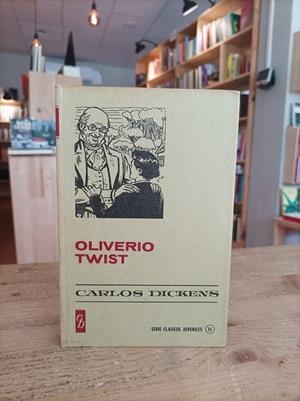 OLIVERIO
TWIST
CARLOS DICKENS
SERIE CLASICOS JUVENILES